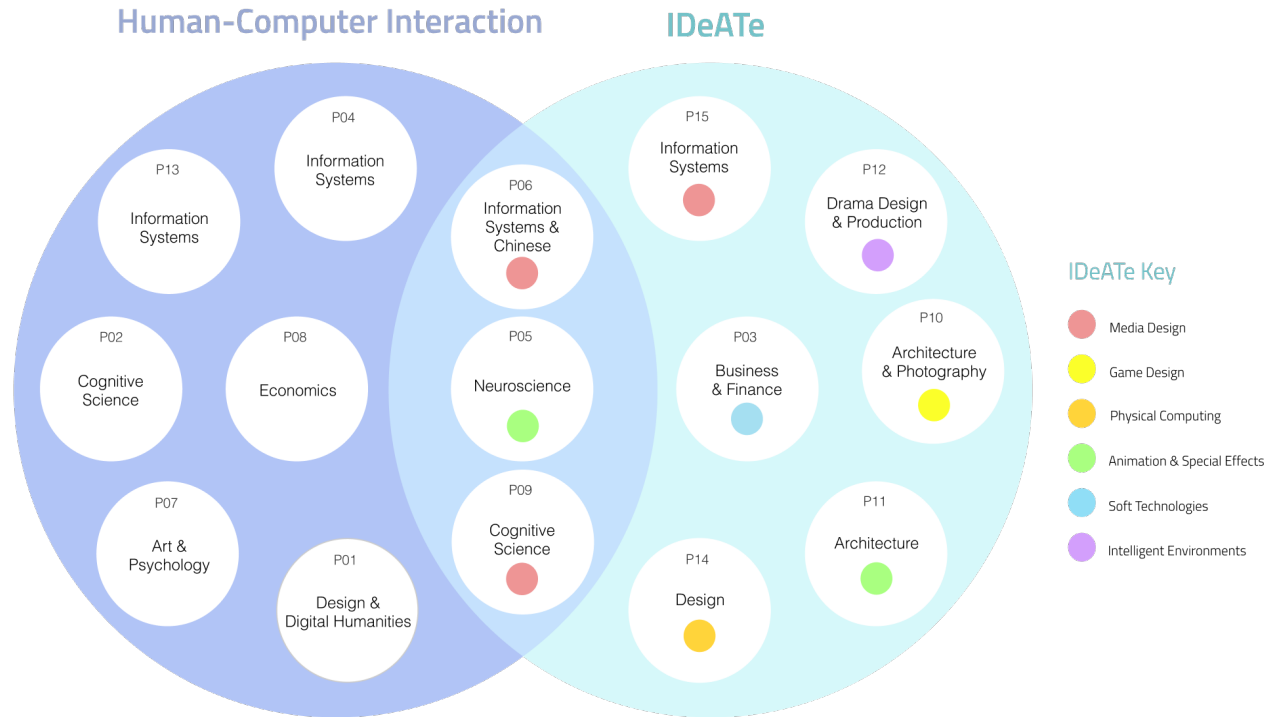 Human-Computer Interaction
IDeATe
P04
Information
Systems
P13
Information
Systems
P02
Cognitive
Science
P08
Economics
P07
Art &
Psychology
P01
Design &
Digital Humanities
P06
Information
Systems &
Chinese
P05
Neuroscience
P09
Cognitive
Science
P15
Information
Systems
P12
Drama Design
& Production
P03
Business
& Finance
P10
Architecture
& Photography
P11
Architecture
P14
Design
IDeATe Key
Media Design
Game Design
Physical Computing
Animation & Special Effects
Soft Technologies
Intelligent Environments